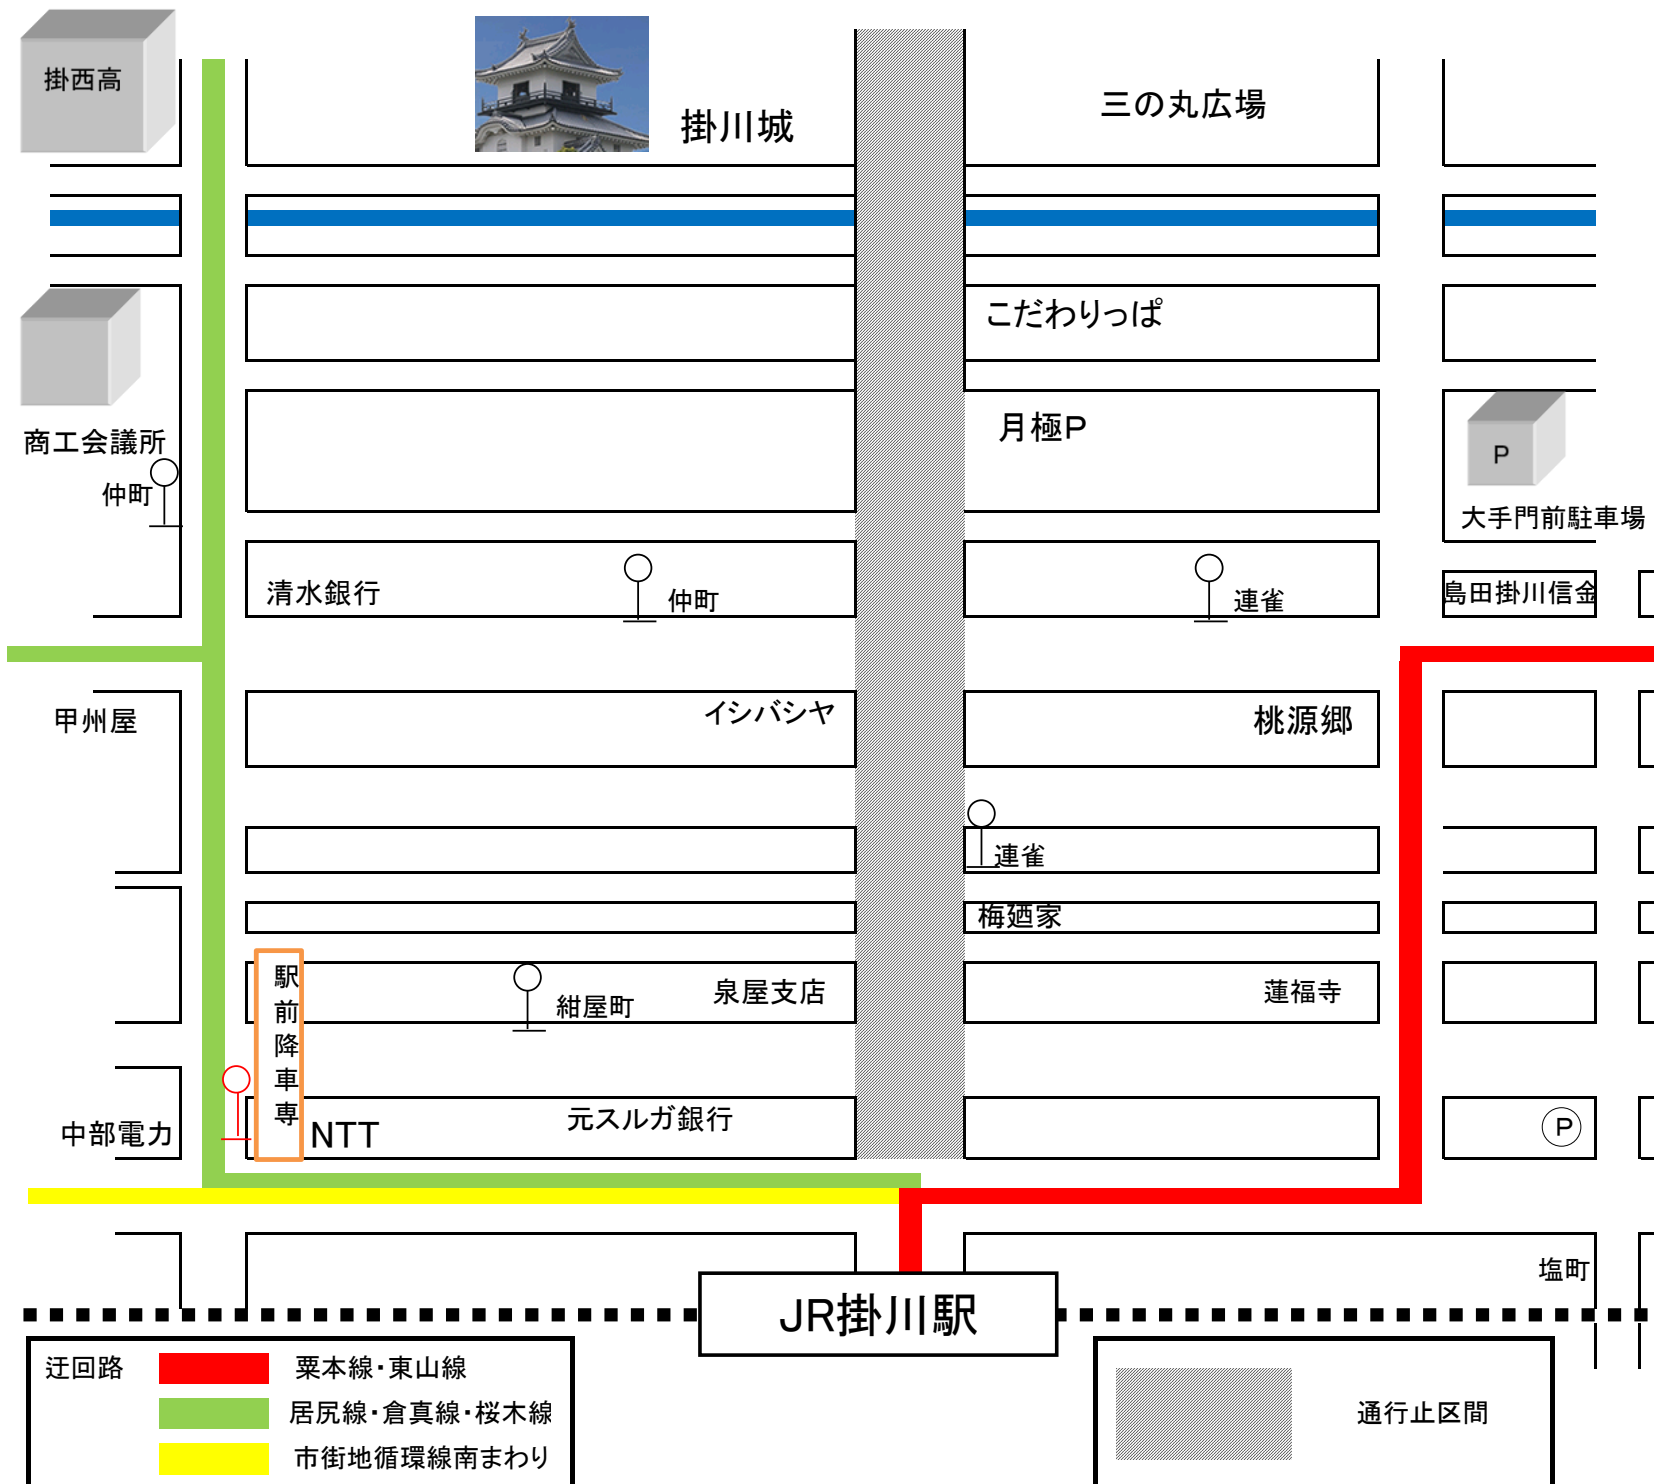 掛西高
掛川城
三の丸広場
こだわりっぱ
月極P
P
商工会議所
仲町
大手門前駐車場
清水銀行
仲町
連雀
島田掛川信金
甲州屋
イシバシヤ
桃源郷
連雀
梅廼家
駅前降車専
紺屋町
泉屋支店
蓮福寺
中部電力
NTT
元スルガ銀行
P
塩町
JR掛川駅
迂回路
粟本線・東山線
居尻線・倉真線・桜木線
市街地循環線南まわり
通行止区間